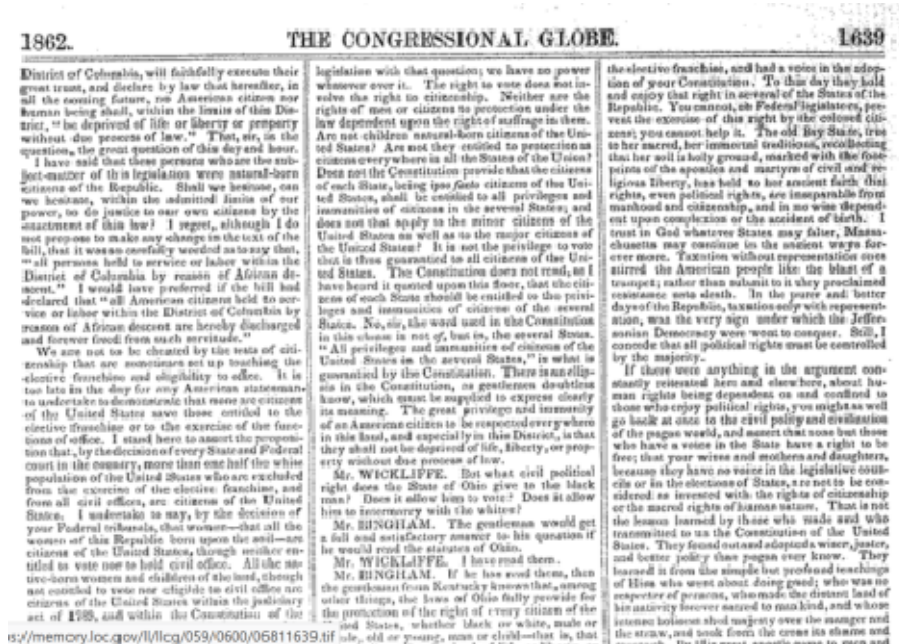 1862.
THE CONGRESSIONAL GLOBE.
1639
District of Columbia, will faithfully execute their
great trust, and declare by law that hereafter, in
all the coming future, no American citizen nor
human being shall, within the limits of this Dis-
trict, "be deprived of life or liberty or property
without due process of law." That, sir, is the
question, the great question of this day and hour.
I have said that these persons who are the sub-
ject-matter of this legislation were natural-born
citizens of the Republic. Shall we hesitate, can
we hesitate, within the admitted limits of our
power, to do justice to our own citizens by the
enactment of this law? I regret, although I do
not propose to make any change in the text of the
bill, that it was so carefully worded as to say that,
"all persons held to service or labor within the
District of Columbia by reason of African de-
scent." I would have preferred if the bill had
declared that "all American citizens held to ser-
vice or labor within the District of Columbia by
reason of African descent are hereby discharged
and forever freed from such servitude."
We are not to be cheated by the tests of citi-
zenship that are sometimes set up touching the
elective franchise and eligibility to office. It is
too late in the day for any American statesman
to undertake to demonstrate that none are citizens
of the United States save those entitled to the
elective franchise or to the exercise of the func-
tions of office. I stand here to assert the proposi-
tion that, by the decision of every State and Federal
court in the country, more than one half the white
population of the United States who are excluded
from the exercise of the elective franchise, and
from all civil offices, are citizens of the United
States. I undertake to say, by the decision of
your Federal tribunals, that women—that all the
women of this Republic born upon the soil—are
citizens of the United States, though neither en-
titled to vote nor to hold civil office. All the na-
tive-born women and children of the land, though
not entitled to vote nor eligible to civil office are
citizens of the United States within the judiciary
act of 1789, and within the Constitution of the
legislation with that question; we have no power
whatever over it. The right to vote does not in-
volve the right to citizenship. Neither are the
rights of men or citizens to protection under the
law dependent upon the right of suffrage in them.
Are not children natural-born citizens of the Uni-
ted States? Are not they entitled to protection as
citizens everywhere in all the States of the Union?
Does not the Constitution provide that the citizens
of each State, being ipso facto citizens of the Uni-
ted States, shall be entitled to all privileges and
immunities of citizens in the several States; and
does not that apply to the minor citizens of the
United States as well as to the major citizens of
the United States? It is not the privilege to vote
that is thus guarantied to all citizens of the Uni-
ted States. The Constitution does not read, as I
have heard it quoted upon this floor, that the citi-
zens of each State should be entitled to the privi-
leges and immunities of citizens of the several
States. No, sir, the word used in the Constitution
in this clause is not of, but in, the several States.
"All privileges and immunities of citizens of the
United States in the several States," is what is
guarantied by the Constitution. There is an ellip-
sis in the Constitution, as gentlemen doubtless
know, which must be supplied to express clearly
its meaning. The great privilege and immunity
of an American citizen to be respected everywhere
in this land, and especially in this District, is that
they shall not be deprived of life, liberty, or prop-
erty without due process of law.
Mr. WICKLIFFE. But what civil political
right does the State of Ohio give to the black
man? Does it allow him to vote? Does it allow
him to intermarry with the whites?
Mr. BINGHAM. The gentleman would get
a full and satisfactory answer to his question if
he would read the statutes of Ohio.
Mr. WICKLIFFE. I have read them.
Mr. BINGHAM. If he has read them, then
the gentleman from Kentucky knows that, among
other things, the laws of Ohio fully provide for
the protection of the right of every citizen of the
ted States, whether black or white, male or
ale, old or young, man or child—that is, that
the elective franchise, and had a voice in the adop-
tion of your Constitution. To this day they hold
and enjoy that right in several of the States of the
Republic. You cannot, as Federal legislators, pre-
vent the exercise of this right by the colored citi-
zens; you cannot help it. The old Bay State, true
to her sacred, her immortal traditions, recollecting
that her soil is holy ground, marked with the foot-
prints of the apostles and martyrs of civil and re-
ligious liberty, has held to her ancient faith that
rights, even political rights, are inseparable from
manhood and citizenship, and in no wise depend-
ent upon complexion or the accident of birth. I
trust in God whatever States may falter, Massa-
chusetts may continue in the ancient ways for-
ever more. Taxation without representation once
stirred the American people like the blast of a
trumpet; rather than submit to it they proclaimed
resistance unto death. In the purer and better
days of the Republic, taxation only with represent-
ation, was the very sign under which the Jeffer-
sonian Democracy were wont to conquer. Still, I
concede that all political rights must be controlled
by the majority.
If there were anything in the argument con-
stantly reiterated here and elsewhere, about hu-
man rights being dependent on and confined to
those who enjoy political rights, you might as well
go back at once to the civil polity and civilization
of the pagan world, and assert that none but those
who have a voice in the State have a right to be
free; that your wives and mothers and daughters,
because they have no voice in the legislative coun-
cils or in the elections of States, are not to be con-
sidered as invested with the rights of citizenship
or the sacred rights of human nature. That is not
the lesson learned by those who made and who
transmitted to us the Constitution of the United
States. They found out and adopted a wiser, juster,
and better polity than pagan ever knew. They
learned it from the simple but profound teachings
of Him who went about doing good; who was no
respecter of persons, who made the distant land of
his nativity forever sacred to mankind, and whose
intense holiness shed majesty over the manger and
the straw, and took from the cross its shame and
s://memory.loc.gov/ll/llcg/059/0600/06811639.tif